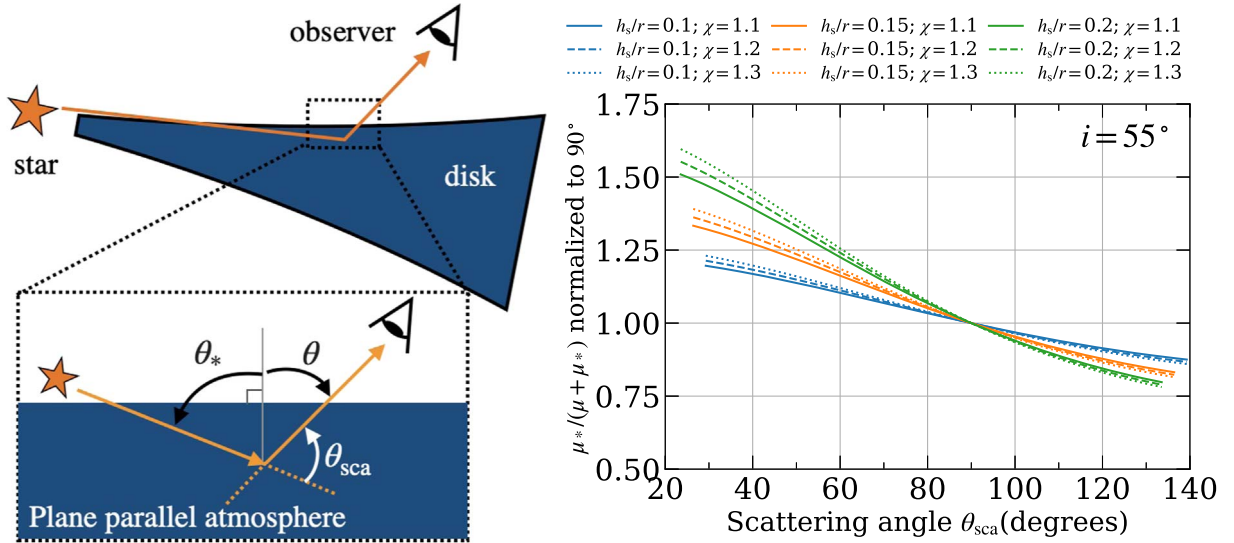 observer
star
disk
θ*
θ
θsca
Plane parallel atmosphere
hs/r = 0.1; χ = 1.1
hs/r = 0.15; χ = 1.1
hs/r = 0.2; χ = 1.1
hs/r = 0.1; χ = 1.2
hs/r = 0.15; χ = 1.2
hs/r = 0.2; χ = 1.2
hs/r = 0.1; χ = 1.3
hs/r = 0.15; χ = 1.3
hs/r = 0.2; χ = 1.3
i = 55°
μ*/(μ + μ*) normalized to 90°
1.75
1.50
1.25
1.00
0.75
0.50
20 40 60 80 100 120 140
Scattering angle θsca(degrees)